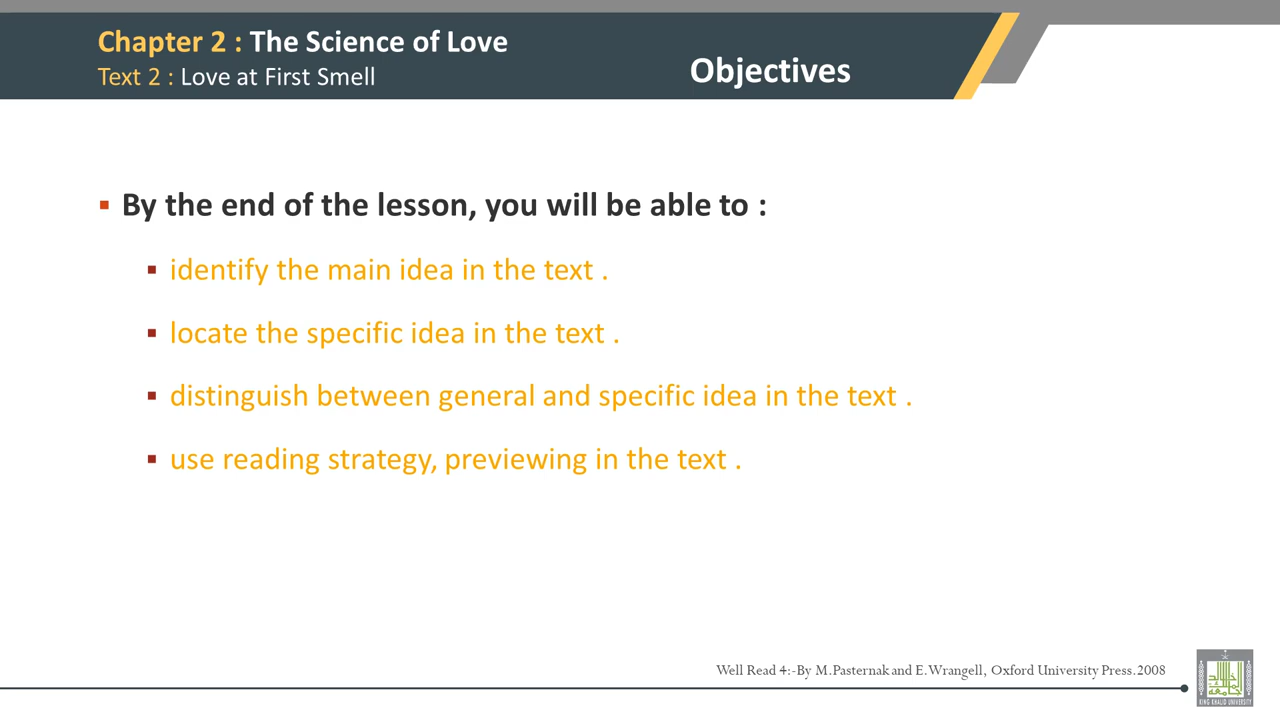 Chapter 2 : The Science of Love
Text 2 : Love at First Smell
Objectives
▪ By the end of the lesson, you will be able to :
▪ identify the main idea in the text .
▪ locate the specific idea in the text .
▪ distinguish between general and specific idea in the text .
▪ use reading strategy, previewing in the text .
Well Read 4:-By M.Pasternak and E.Wrangell, Oxford University Press.2008
KING KHALID UNIVERSITY